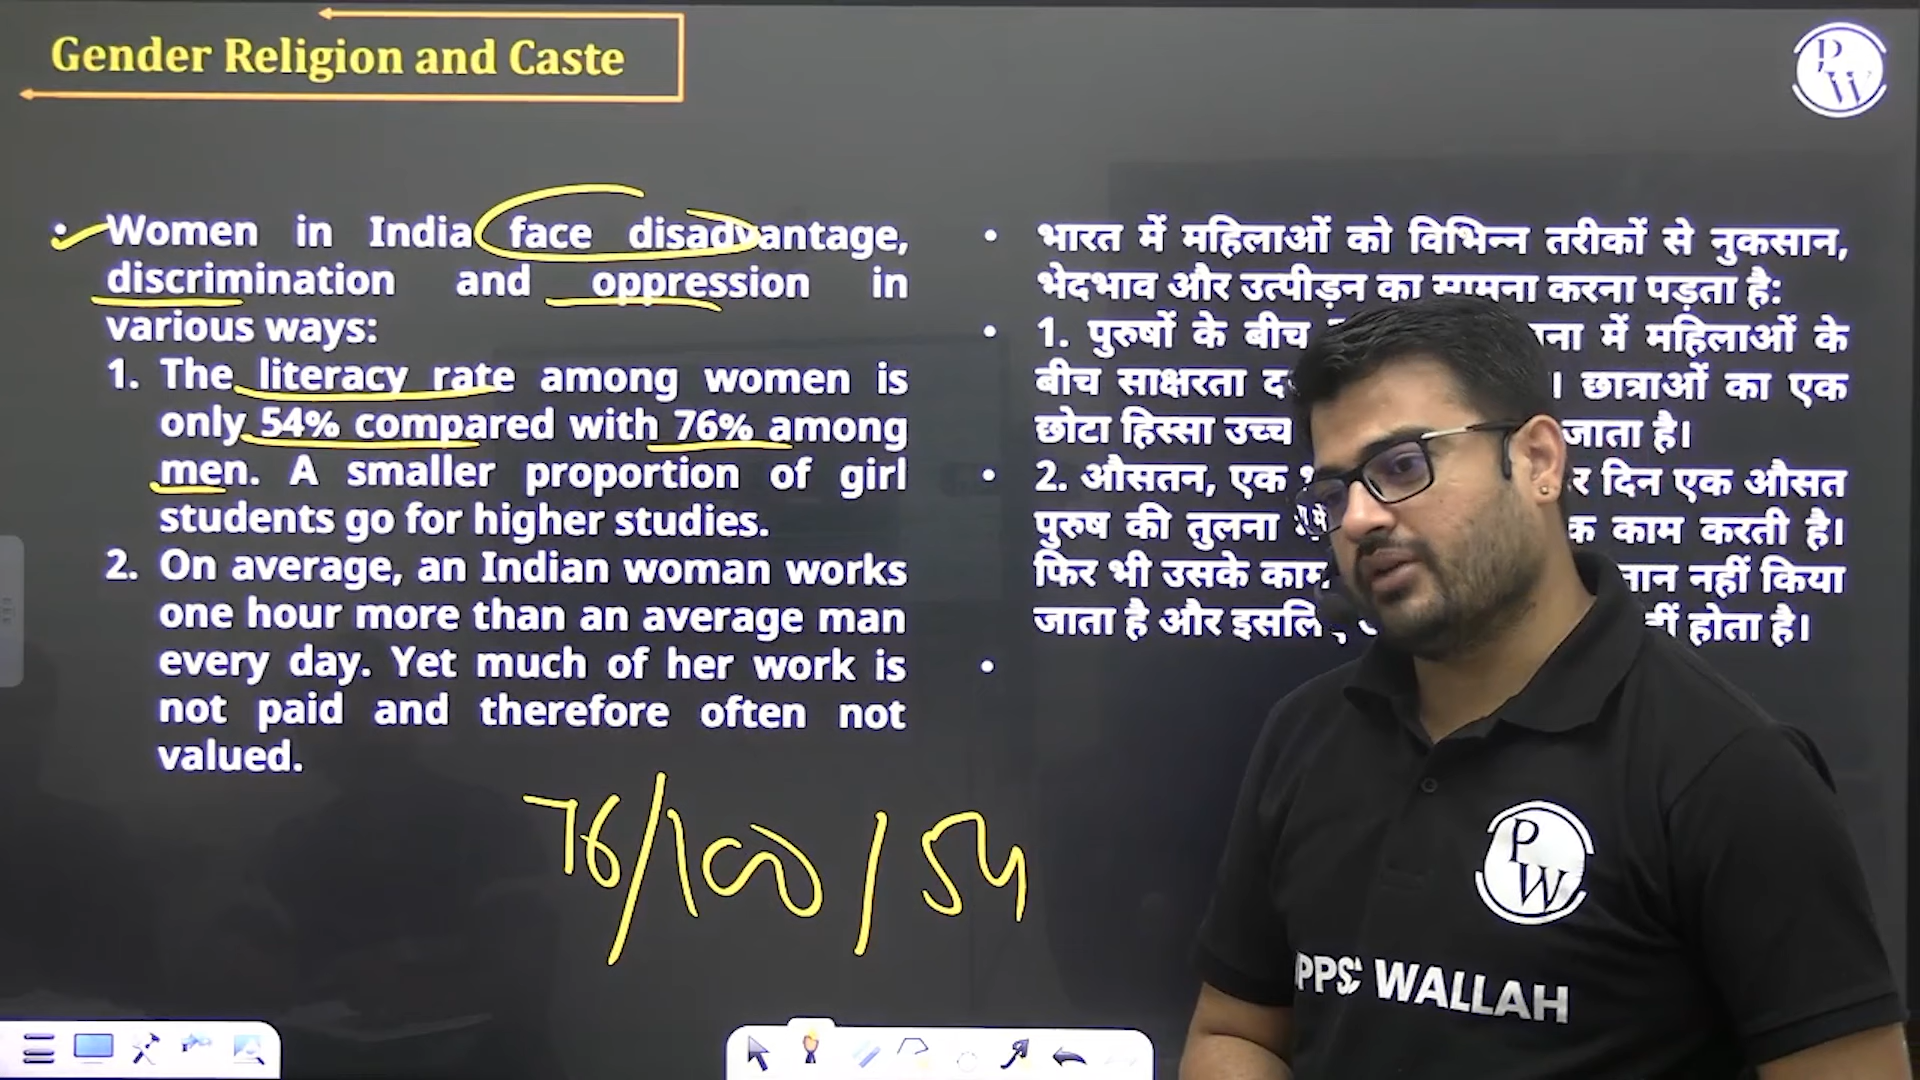 Gender Religion and Caste
P
W
• Women in India face disadvantage,
discrimination and oppression in
various ways:
1. The literacy rate among women is
only 54% compared with 76% among
men. A smaller proportion of girl
students go for higher studies.
2. On average, an Indian woman works
one hour more than an average man
every day. Yet much of her work is
not paid and therefore often not
valued.
• भारत में महिलाओं को विभिन्न तरीकों से नुकसान,
भेदभाव और उत्पीड़न का सामना करना पड़ता है:
• 1. पुरुषों के बीच में महिलाओं के
बीच साक्षरता । छात्राओं का एक
छोटा हिस्सा उच्च जाता है।
• 2. औसतन, एक दिन एक औसत
पुरुष की तुलना काम करती है।
फिर भी उसके काम नहीं किया
जाता है और होता है।
•
76/100/54
P
W
WALLAH